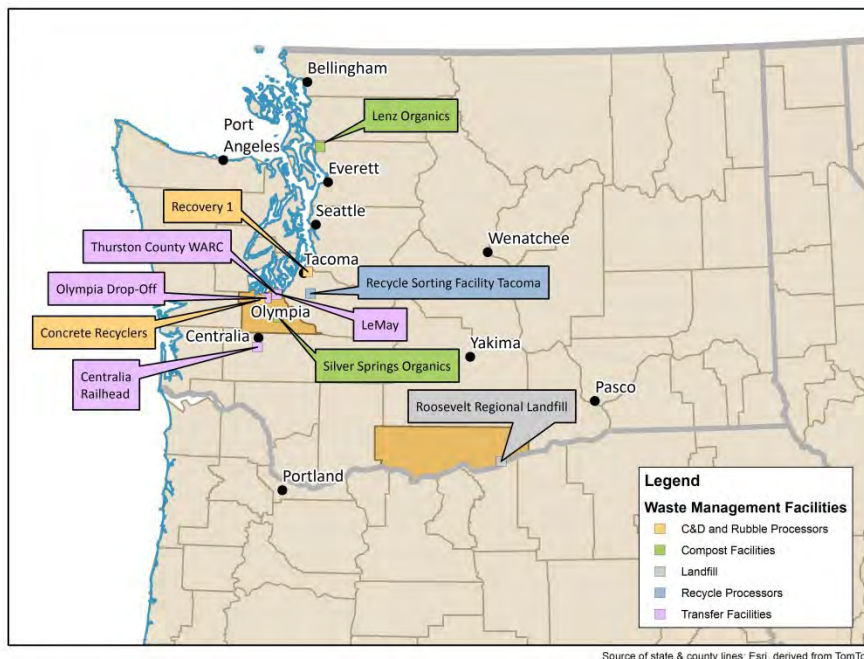 Bellingham
Lenz Organics
Port
Angeles
Everett
Recovery 1
Seattle
Thurston County WARC
Wenatchee
Tacoma
Olympia Drop-Off
Recycle Sorting Facility Tacoma
Olympia
LeMay
Concrete Recyclers
Centralia
Silver Springs Organics
Yakima
Centralia
Railhead
Pasco
Roosevelt Regional Landfill
Portland
Legend
Waste Management Facilities
C&D and Rubble Processors
Compost Facilities
Landfill
Recycle Processors
Transfer Facilities
Source of state & county lines: Esri, derived from TomTo